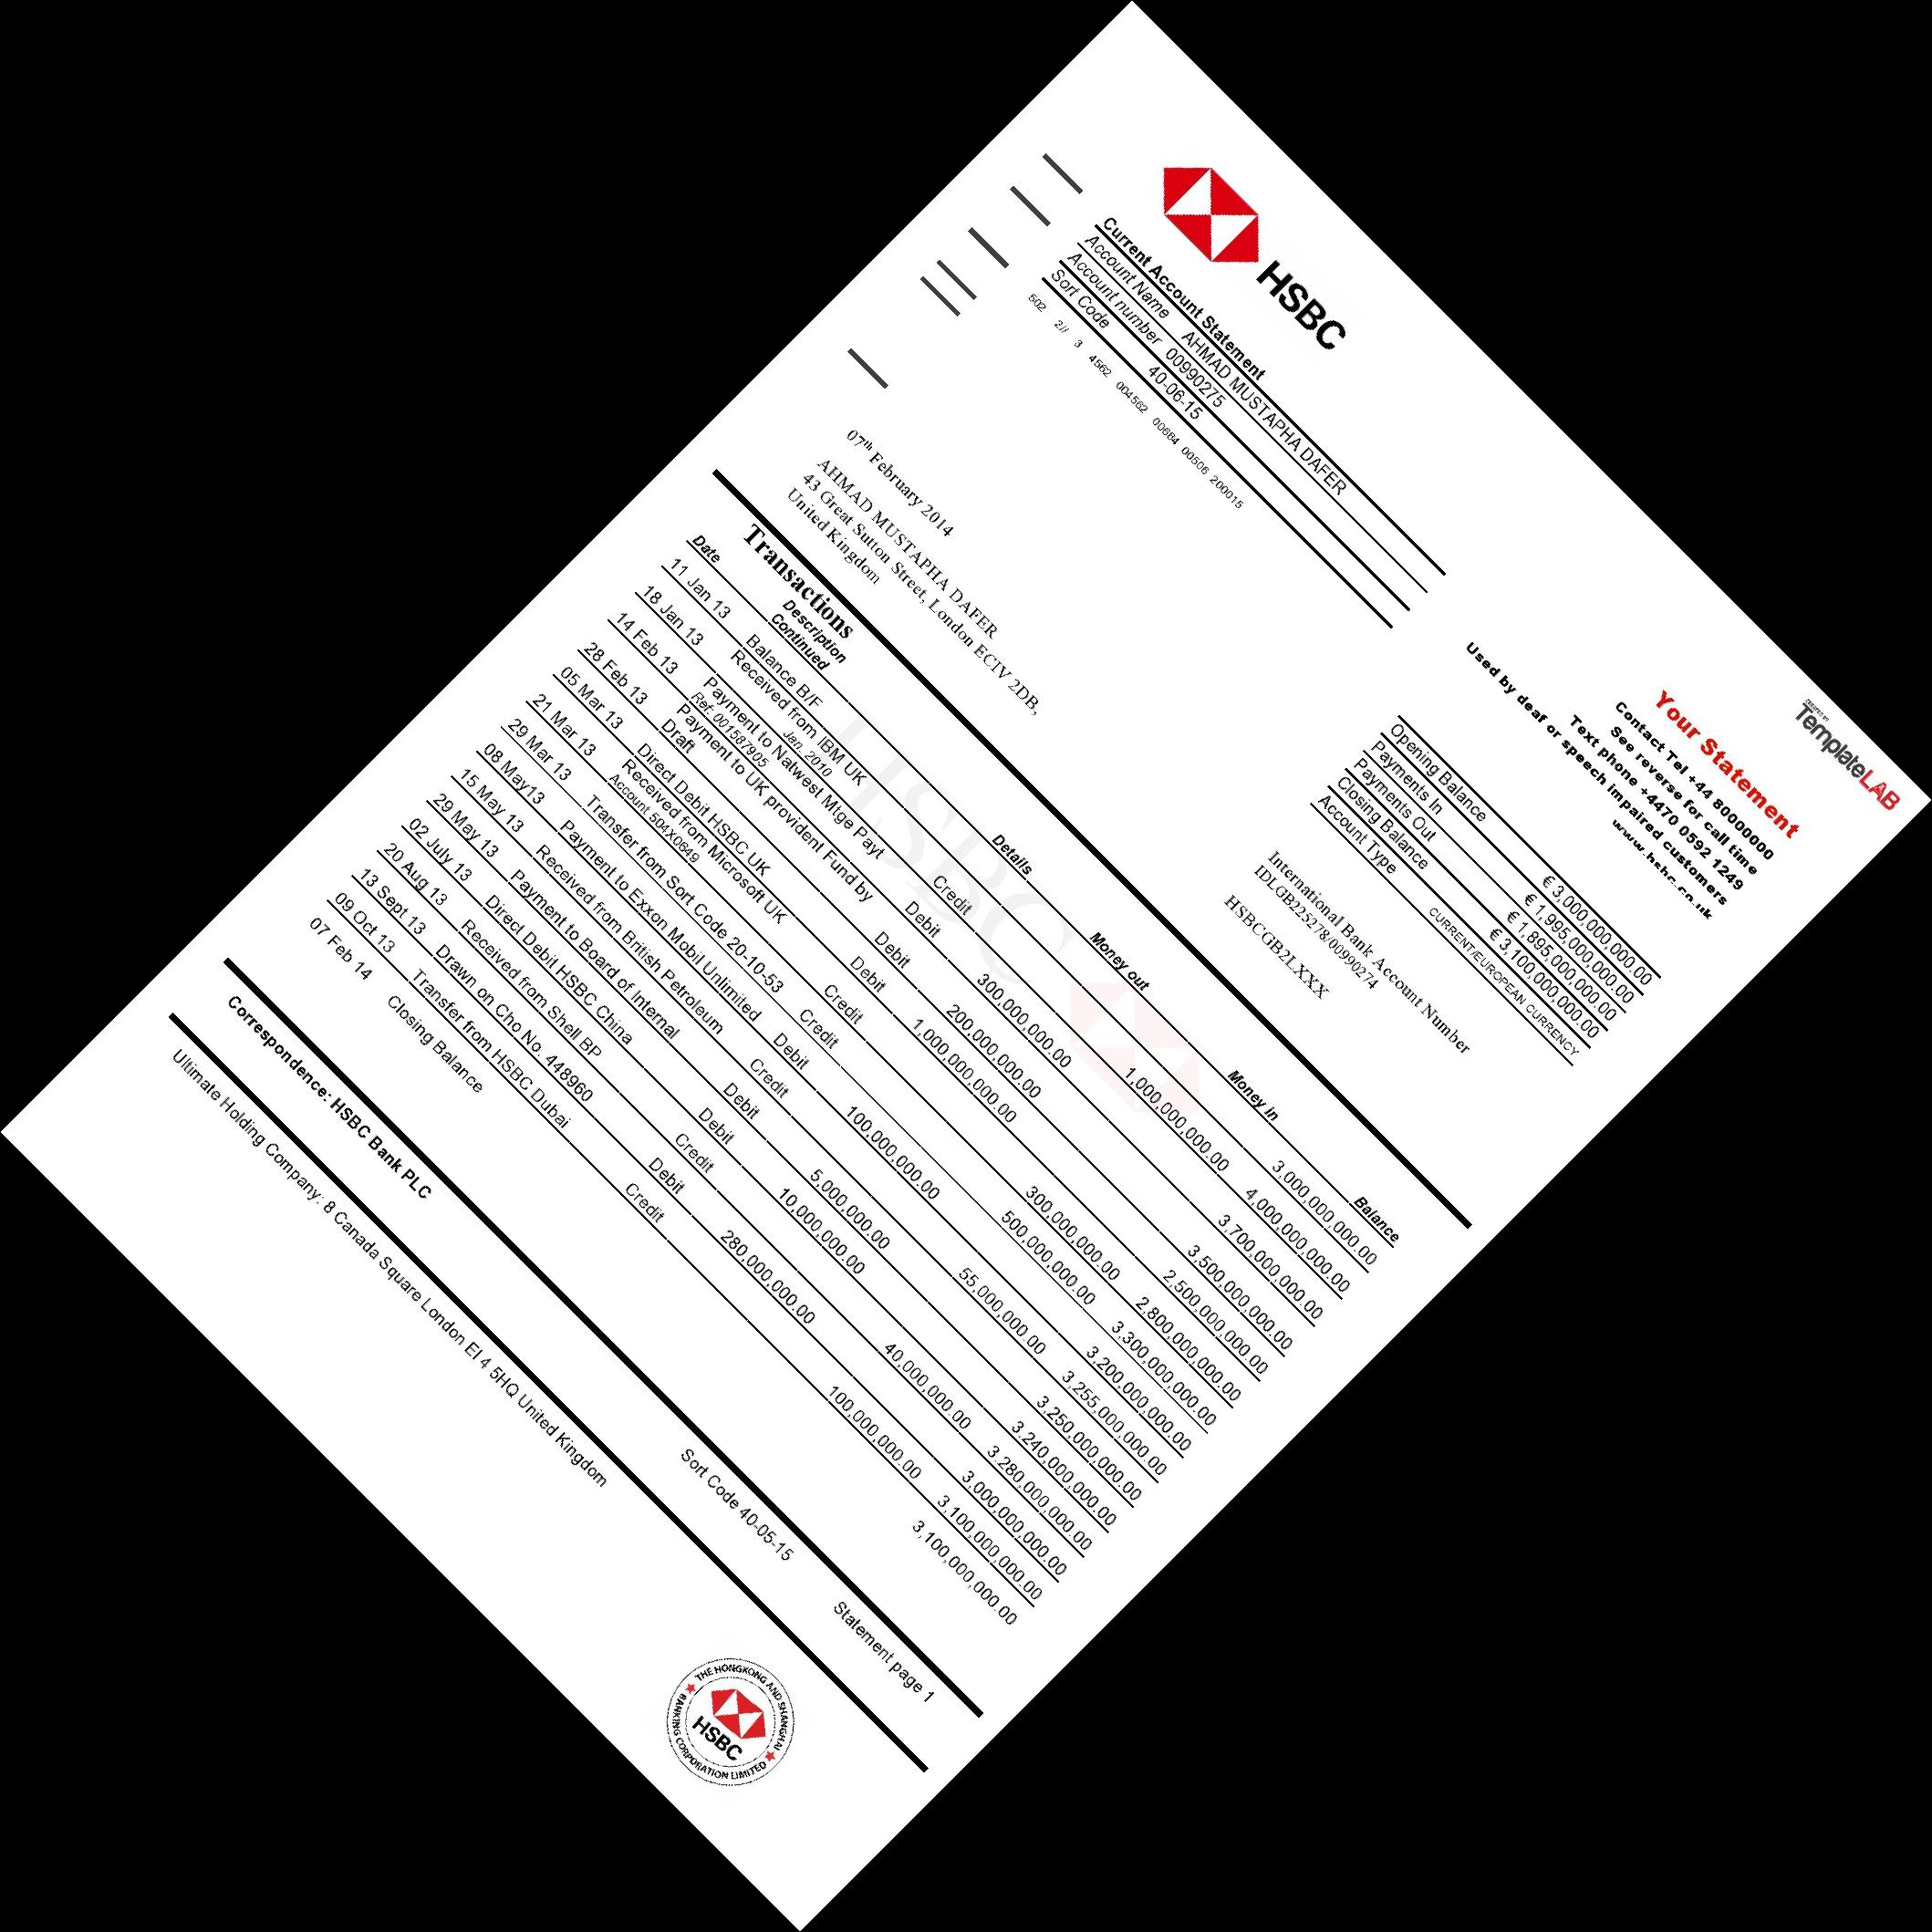 CREATED BY
TemplateLAB
HSBC
Your Statement
Contact Tel +44 80000000
See reverse for call time
Text phone +4470 0592 1249
Used by deaf or speech impaired customers
www.hsbc.co.uk
Current Account Statement
Account Name AHMAD MUSTAPHA DAFER
Account number 00990275
Sort Code 40-06-15
502 2// 3 4562 004562 00684 00506 200015
Opening Balance € 3,000,000,000.00
Payments In € 1,995,000,000.00
Payments Out € 1,895,000,000.00
Closing Balance € 3,100,000,000.00
Account Type CURRENT/EUROPEAN CURRENCY
07th February 2014
AHMAD MUSTAPHA DAFER
43 Great Sutton Street, London ECIV 2DB,
United Kingdom
International Bank Account Number
IDLGB225278/00990274
HSBCGB2LXXX
Transactions
Date Description Details Money out Money in Balance
Continued
11 Jan 13 Balance B/F 3,000,000,000.00
18 Jan 13 Received from IBM UK Credit 1,000,000,000.00 4,000,000,000.00
Jan. 2010
14 Feb 13 Payment to Natwest Mtge Payt Debit 300,000,000.00 3,700,000,000.00
Ref. 001587905
28 Feb 13 Payment to UK provident Fund by Debit 200,000,000.00 3,500,000,000.00
Draft
05 Mar 13 Direct Debit HSBC UK Debit 1,000,000,000.00 2,500,000,000.00
21 Mar 13 Received from Microsoft UK Credit 300,000,000.00 2,800,000,000.00
Account 504X0649
29 Mar 13 Transfer from Sort Code 20-10-53 Credit 500,000,000.00 3,300,000,000.00
08 May13 Payment to Exxon Mobil Unlimited Debit 100,000,000.00 3,200,000,000.00
15 May 13 Received from British Petroleum Credit 55,000,000.00 3,255,000,000.00
29 May 13 Payment to Board of Internal Debit 5,000,000.00 3,250,000,000.00
02 July 13 Direct Debit HSBC China Debit 10,000,000.00 3,240,000,000.00
20 Aug 13 Received from Shell BP Credit 40,000,000.00 3,280,000,000.00
13 Sept 13 Drawn on Cho No. 448960 Debit 280,000,000.00 3,000,000,000.00
09 Oct 13 Transfer from HSBC Dubai Credit 100,000,000.00 3,100,000,000.00
07 Feb 14 Closing Balance 3,100,000,000.00
HSBC
Correspondence: HSBC Bank PLC Sort Code 40-05-15 Statement page 1
Ultimate Holding Company: 8 Canada Square London EI 4 5HQ United Kingdom
THE HONGKONG AND SHANGHAI
HSBC
BANKING CORPORATION LIMITED